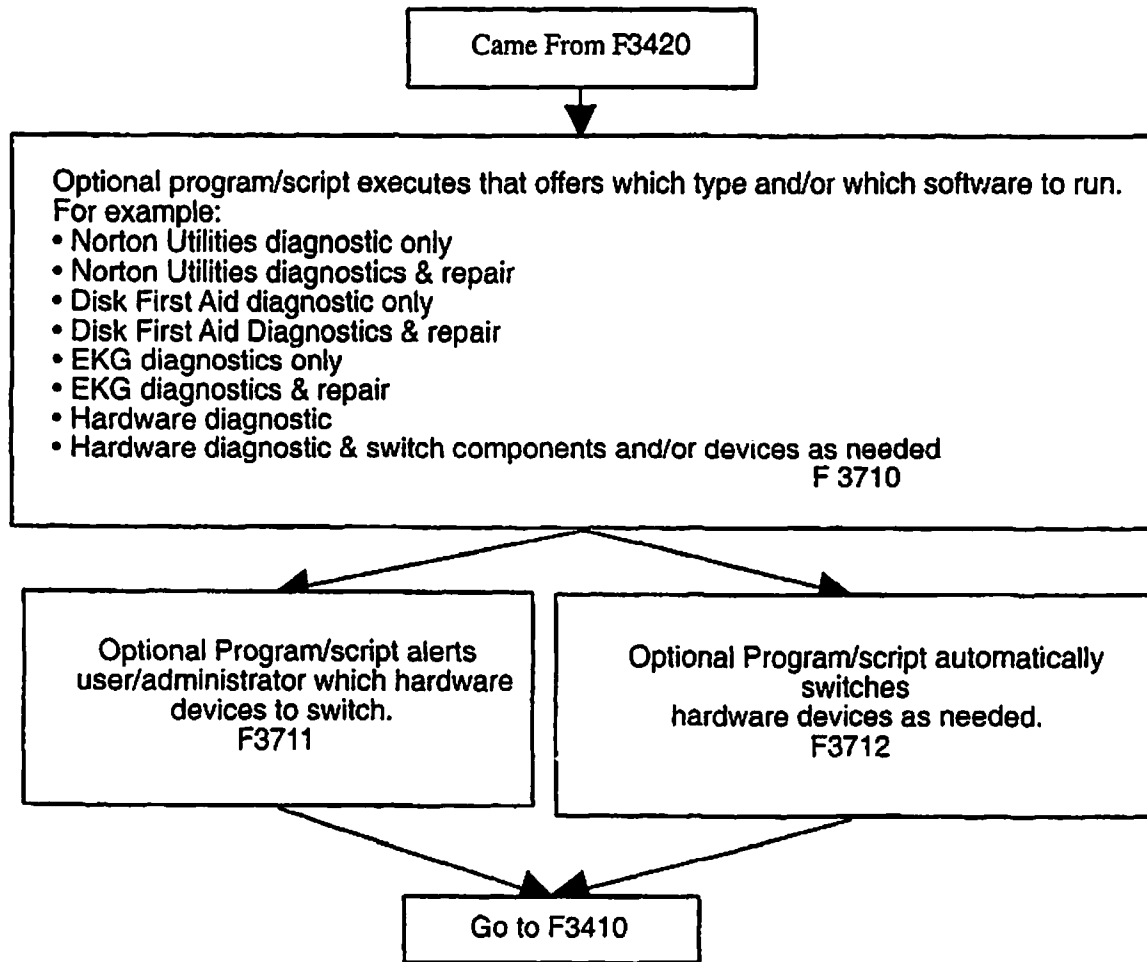 Came From F3420
Optional program/script executes that offers which type and/or which software to run.
For example:
• Norton Utilities diagnostic only
• Norton Utilities diagnostics & repair
• Disk First Aid diagnostic only
• Disk First Aid Diagnostics & repair
• EKG diagnostics only
• EKG diagnostics & repair
• Hardware diagnostic
• Hardware diagnostic & switch components and/or devices as needed
F 3710
Optional Program/script alerts
user/administrator which hardware
devices to switch.
F3711
Optional Program/script automatically
switches
hardware devices as needed.
F3712
Go to F3410